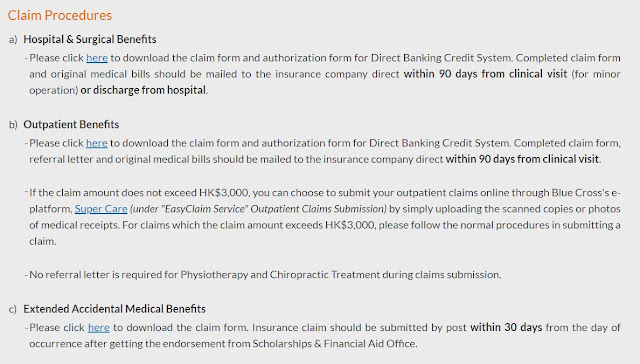 Claim Procedures
a) Hospital & Surgical Benefits
- Please click here to download the claim form and authorization form for Direct Banking Credit System. Completed claim form
and original medical bills should be mailed to the insurance company direct within 90 days from clinical visit (for minor
operation) or discharge from hospital.
b) Outpatient Benefits
- Please click here to download the claim form and authorization form for Direct Banking Credit System. Completed claim form,
referral letter and original medical bills should be mailed to the insurance company direct within 90 days from clinical visit.
- If the claim amount does not exceed HK$3,000, you can choose to submit your outpatient claims online through Blue Cross's e-
platform, Super Care (under "EasyClaim Service" Outpatient Claims Submission) by simply uploading the scanned copies or photos
of medical receipts. For claims which the claim amount exceeds HK$3,000, please follow the normal procedures in submitting a
claim.
- No referral letter is required for Physiotherapy and Chiropractic Treatment during claims submission.
c) Extended Accidental Medical Benefits
- Please click here to download the claim form. Insurance claim should be submitted by post within 30 days from the day of
occurrence after getting the endorsement from Scholarships & Financial Aid Office.